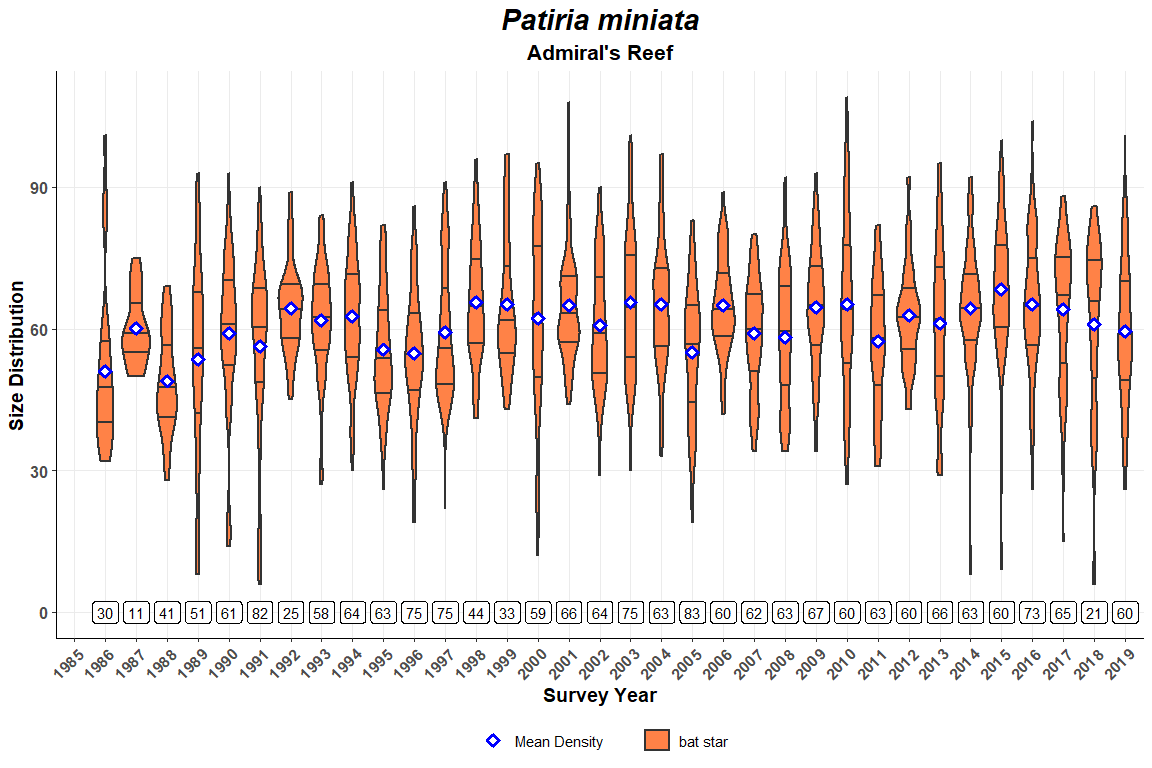 Patiria miniata
Admiral's Reef
Size Distribution
90
60
30
0
30 11 41 51 61 82 25 58 64 63 75 75 44 33 59 66 64 75 63 83 60 62 63 67 60 63 60 66 63 60 73 65 21 60
1985 1986 1987 1988 1989 1990 1991 1992 1993 1994 1995 1996 1997 1998 1999 2000 2001 2002 2003 2004 2005 2006 2007 2008 2009 2010 2011 2012 2013 2014 2015 2016 2017 2018 2019
Survey Year
Mean Density bat star